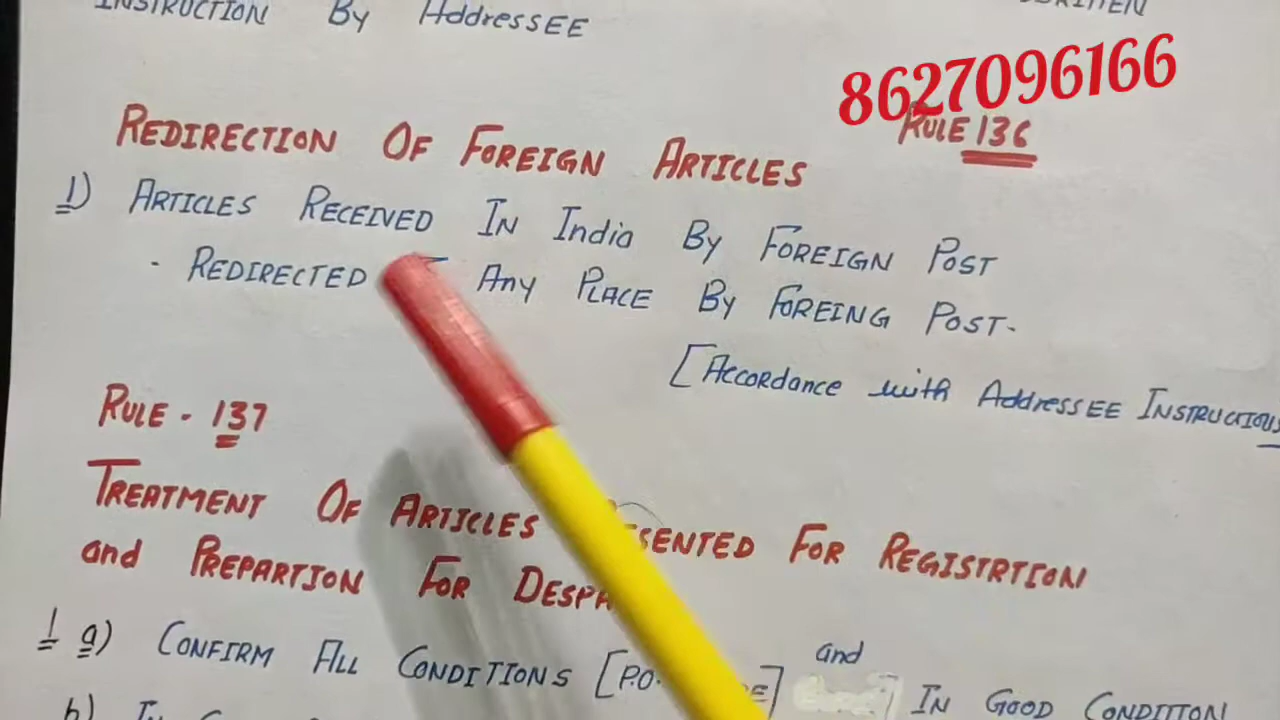 INSTRUCTION By AddressEE
8627096166
REDIRECTION OF FOREIGN ARTICLES RULE 136
1) ARTICLES RECEIVED IN India By FOREIGN POST
- REDIRECTED Any PLACE By FOREING POST-
[Accordance with AddressEE INSTRUCTIONS
RULE - 137
TREATMENT OF ARTICLES FOR REGISTRTION
and PREPARTION FOR
1 a) CONFIRM ALL CONDITIONS [P.O. and IN GOOD CONDITION
b) IN